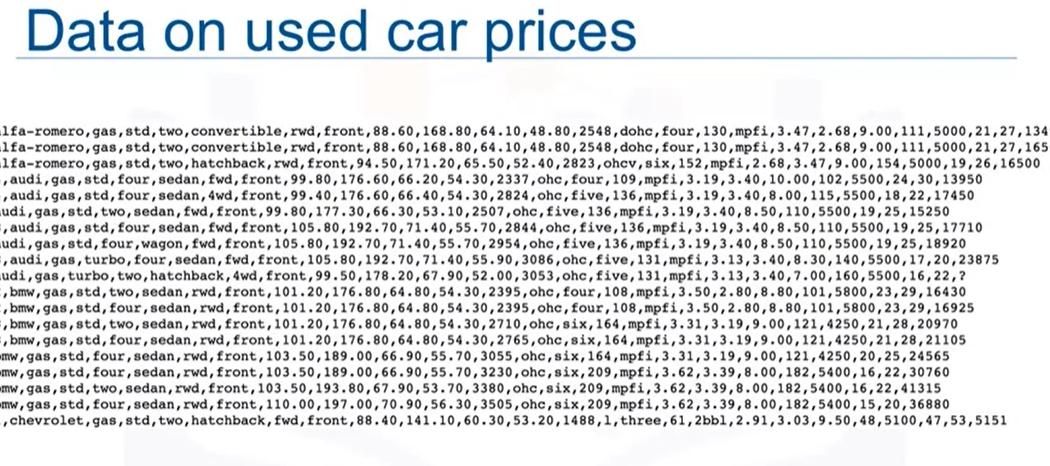 Data on used car prices
lfa-romero,gas,std,two,convertible,rwd,front,88.60,168.80,64.10,48.80,2548,dohc,four,130,mpfi,3.47,2.68,9.00,111,5000,21,27,134
lfa-romero,gas,std,two,convertible,rwd,front,88.60,168.80,64.10,48.80,2548,dohc,four,130,mpfi,3.47,2.68,9.00,111,5000,21,27,165
lfa-romero,gas,std,two,hatchback,rwd,front,94.50,171.20,65.50,52.40,2823,ohcv,six,152,mpfi,2.68,3.47,9.00,154,5000,19,26,16500
,audi,gas,std,four,sedan,fwd,front,99.80,176.60,66.20,54.30,2337,ohc,four,109,mpfi,3.19,3.40,10.00,102,5500,24,30,13950
,audi,gas,std,four,sedan,4wd,front,99.40,176.60,66.40,54.30,2824,ohc,five,136,mpfi,3.19,3.40,8.00,115,5500,18,22,17450
udi,gas,std,two,sedan,fwd,front,99.80,177.30,66.30,53.10,2507,ohc,five,136,mpfi,3.19,3.40,8.50,110,5500,19,25,15250
,audi,gas,std,four,sedan,fwd,front,105.80,192.70,71.40,55.70,2844,ohc,five,136,mpfi,3.19,3.40,8.50,110,5500,19,25,17710
udi,gas,std,four,wagon,fwd,front,105.80,192.70,71.40,55.70,2954,ohc,five,136,mpfi,3.19,3.40,8.50,110,5500,19,25,18920
,audi,gas,turbo,four,sedan,fwd,front,105.80,192.70,71.40,55.90,3086,ohc,five,131,mpfi,3.13,3.40,8.30,140,5500,17,20,23875
udi,gas,turbo,two,hatchback,4wd,front,99.50,178.20,67.90,52.00,3053,ohc,five,131,mpfi,3.13,3.40,7.00,160,5500,16,22,?
,bmw,gas,std,two,sedan,rwd,front,101.20,176.80,64.80,54.30,2395,ohc,four,108,mpfi,3.50,2.80,8.80,101,5800,23,29,16430
,bmw,gas,std,four,sedan,rwd,front,101.20,176.80,64.80,54.30,2395,ohc,four,108,mpfi,3.50,2.80,8.80,101,5800,23,29,16925
,bmw,gas,std,two,sedan,rwd,front,101.20,176.80,64.80,54.30,2710,ohc,six,164,mpfi,3.31,3.19,9.00,121,4250,21,28,20970
,bmw,gas,std,four,sedan,rwd,front,101.20,176.80,64.80,54.30,2765,ohc,six,164,mpfi,3.31,3.19,9.00,121,4250,21,28,21105
mw,gas,std,four,sedan,rwd,front,103.50,189.00,66.90,55.70,3055,ohc,six,164,mpfi,3.31,3.19,9.00,121,4250,20,25,24565
mw,gas,std,four,sedan,rwd,front,103.50,189.00,66.90,55.70,3230,ohc,six,209,mpfi,3.62,3.39,8.00,182,5400,16,22,30760
mw,gas,std,two,sedan,rwd,front,103.50,193.80,67.90,53.70,3380,ohc,six,209,mpfi,3.62,3.39,8.00,182,5400,16,22,41315
mw,gas,std,four,sedan,rwd,front,110.00,197.00,70.90,56.30,3505,ohc,six,209,mpfi,3.62,3.39,8.00,182,5400,15,20,36880
,chevrolet,gas,std,two,hatchback,fwd,front,88.40,141.10,60.30,53.20,1488,l,three,61,2bbl,2.91,3.03,9.50,48,5100,47,53,5151